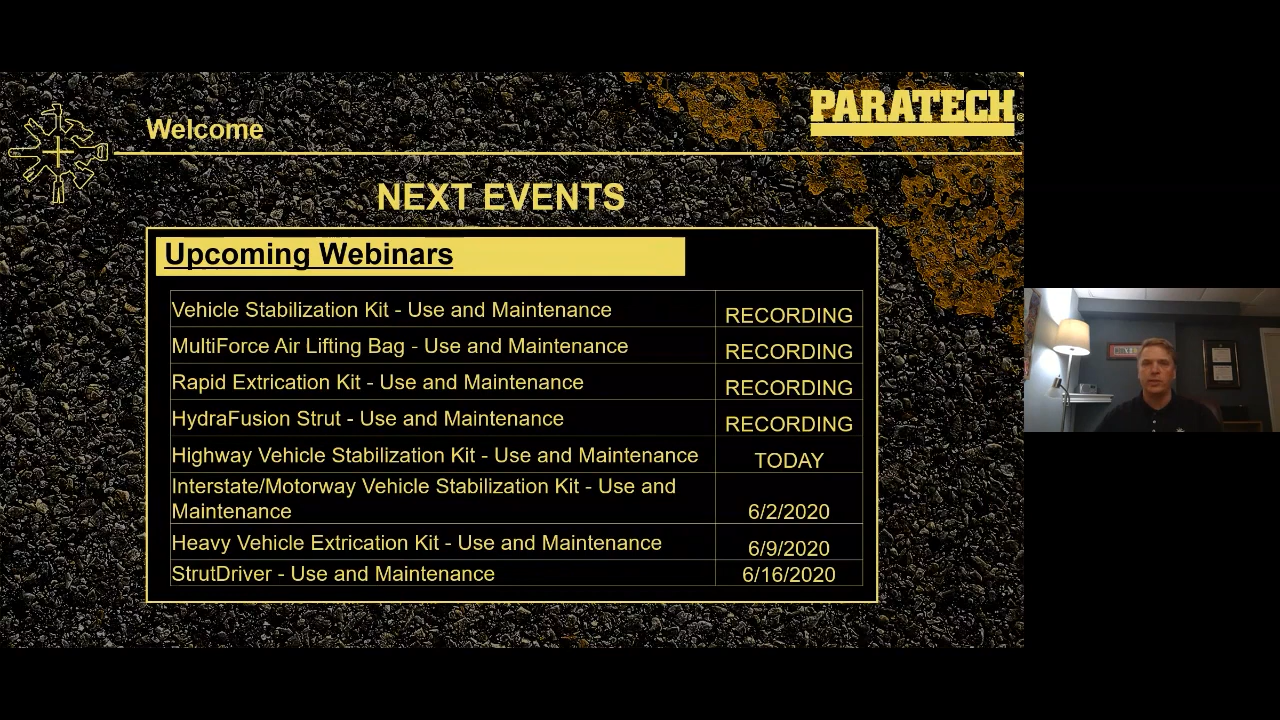 PARATECH®
Welcome
NEXT EVENTS
Upcoming Webinars
Vehicle Stabilization Kit - Use and Maintenance RECORDING
MultiForce Air Lifting Bag - Use and Maintenance RECORDING
Rapid Extrication Kit - Use and Maintenance RECORDING
HydraFusion Strut - Use and Maintenance RECORDING
Highway Vehicle Stabilization Kit - Use and Maintenance TODAY
Interstate/Motorway Vehicle Stabilization Kit - Use and
Maintenance 6/2/2020
Heavy Vehicle Extrication Kit - Use and Maintenance 6/9/2020
StrutDriver - Use and Maintenance 6/16/2020